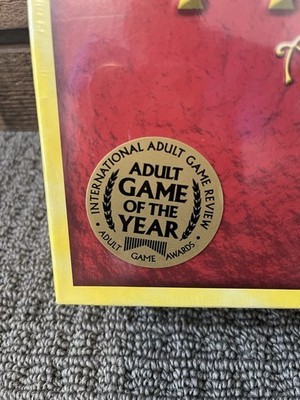 INTERNATIONAL ADULT GAME REVIEW
ADULT
GAME
OF THE
YEAR
• ADULT GAME AWARDS •